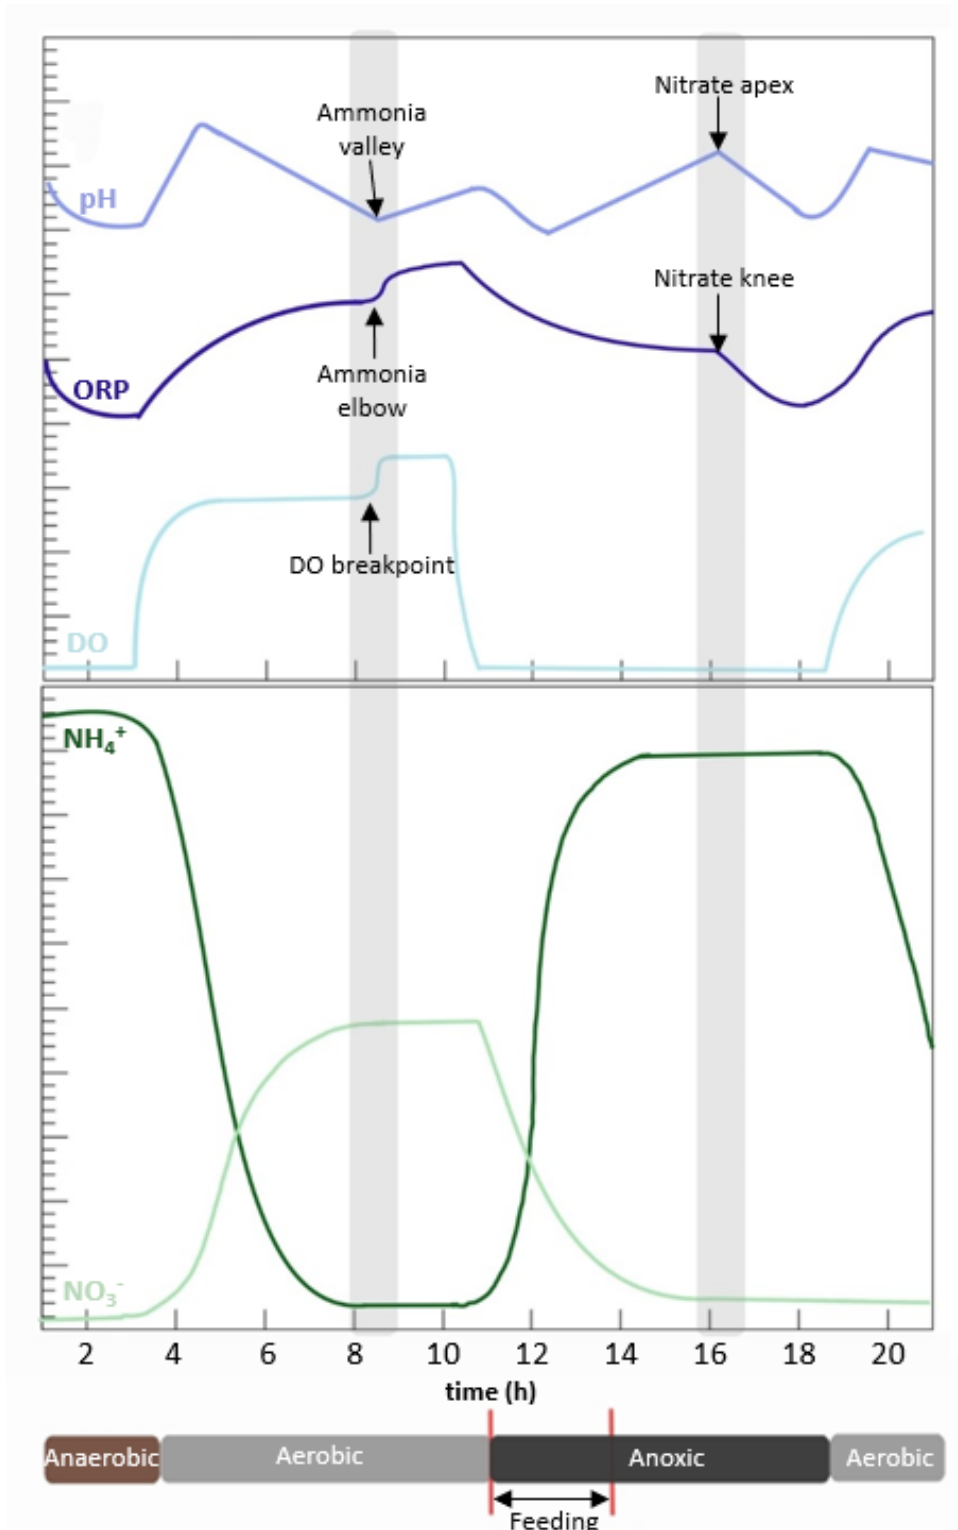 Nitrate apex
Ammonia
valley
pH
Nitrate knee
Ammonia
elbow
ORP
DO breakpoint
DO
NH₄⁺
NO₃⁻
2 4 6 8 10 12 14 16 18 20
time (h)
Anaerobic Aerobic Anoxic Aerobic
Feeding